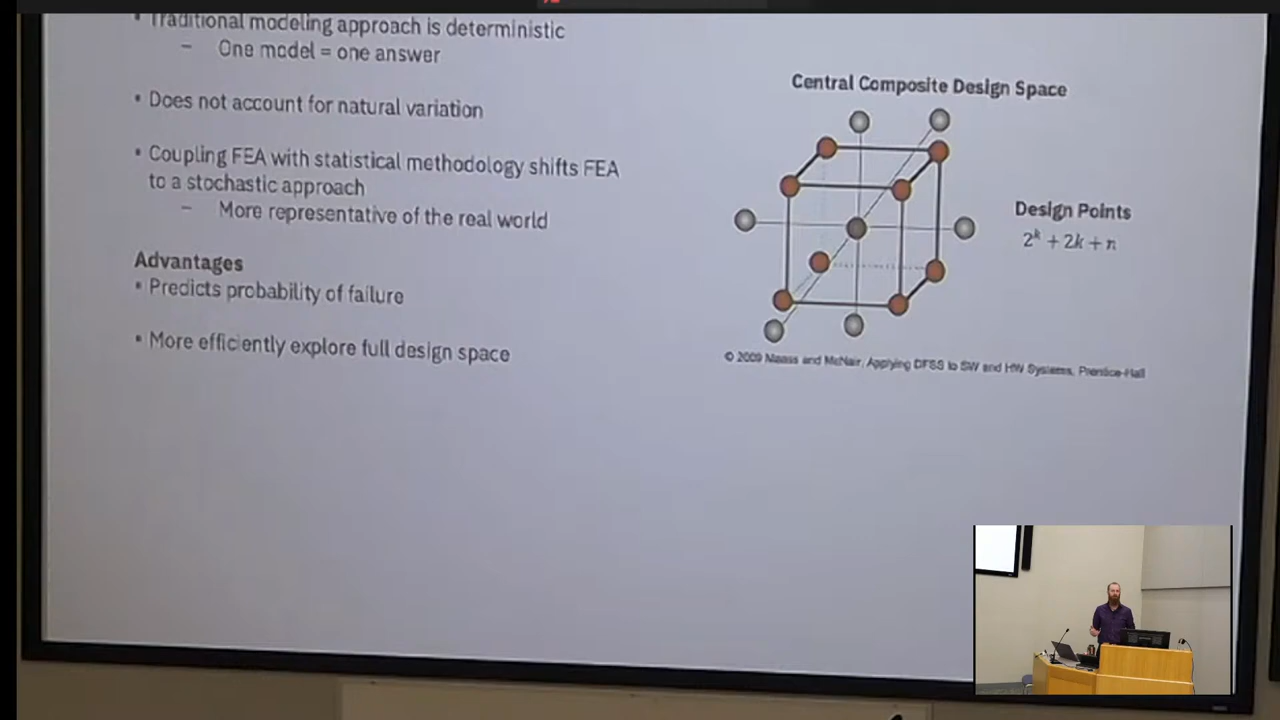 • Traditional modeling approach is deterministic
– One model = one answer
• Does not account for natural variation
• Coupling FEA with statistical methodology shifts FEA
to a stochastic approach
– More representative of the real world
Advantages
• Predicts probability of failure
• More efficiently explore full design space
Central Composite Design Space
Design Points
2^k + 2k + n
© 2009 Maass and McNair, Applying DFSS to SW and HW Systems, Prentice-Hall